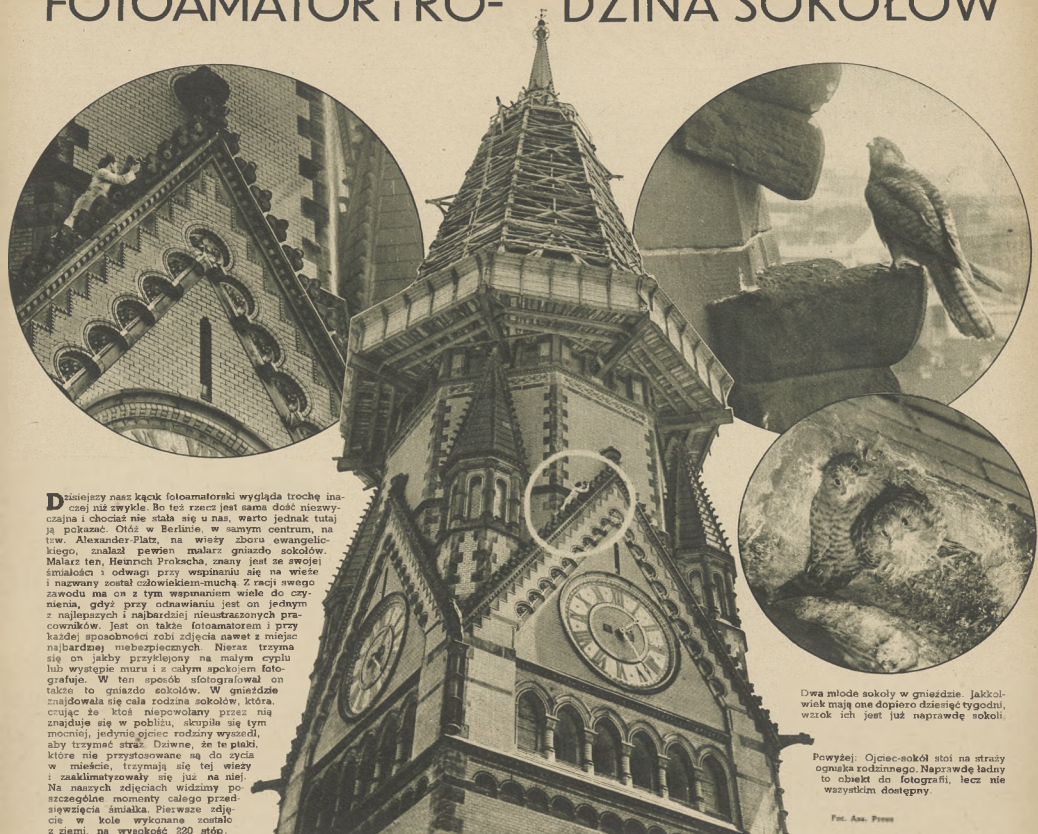 FOTOAMATOR I RO- DZINA SOKOŁÓW
Dzisiejszy nasz kącik fotoamatorski wygląda trochę ina-
czej niż zwykle. Bo też rzecz jest sama dość niezwy-
czajna i chociaż nie stała się u nas, warto jednak tutaj
ją pokazać. Otóż w Berlinie, w samym centrum, na
tzw. Alexander-Platz, na wieży zboru ewangelic-
kiego, znalazł pewien malarz gniazdo sokołów.
Malarz ten, Heinrich Prokscha, znany jest ze swojej
śmiałości i odwagi przy wspinaniu się na wieże
i nazwany został człowiekiem-muchą. Z racji swego
zawodu ma on z tym wspinaniem wiele do czy-
nienia, gdyż przy odnawianiu jest on jednym
z najlepszych i najbardziej nieustraszonych pra-
cowników. Jest on także fotoamatorem i przy
każdej sposobności robi zdjęcia nawet z miejsc
najbardziej niebezpiecznych. Nieraz trzyma
się on jakby przyklejony na małym cyplu
lub występie muru i z całym spokojem foto-
grafuje. W ten sposób sfotografował on
także to gniazdo sokołów. W gnieździe
znajdowała się cała rodzina sokołów, która,
czując że ktoś niepowołany przez nią
znajduje się w pobliżu, skupiła się tym
mocniej, jedynie ojciec rodziny wyszedł,
aby trzymać straż. Dziwne, że te ptaki,
które nie przystosowane są do życia
w mieście, trzymają się tej wieży
i zaaklimatyzowały się już na niej.
Na naszych zdjęciach widzimy po-
szczególne momenty całego przed-
sięwzięcia śmiałka. Pierwsze zdję-
cie w kole wykonane zostało
z ziemi, na wysokość 220 stóp.
Dwa młode sokoły w gnieździe. Jakkol-
wiek mają one dopiero dziesięć tygodni,
wzrok ich jest już naprawdę sokoli.
Powyżej: Ojciec-sokół stoi na straży
ogniska rodzinnego. Naprawdę ładny
to obiekt do fotografii, lecz nie
wszystkim dostępny.
Fot. Ass. Press